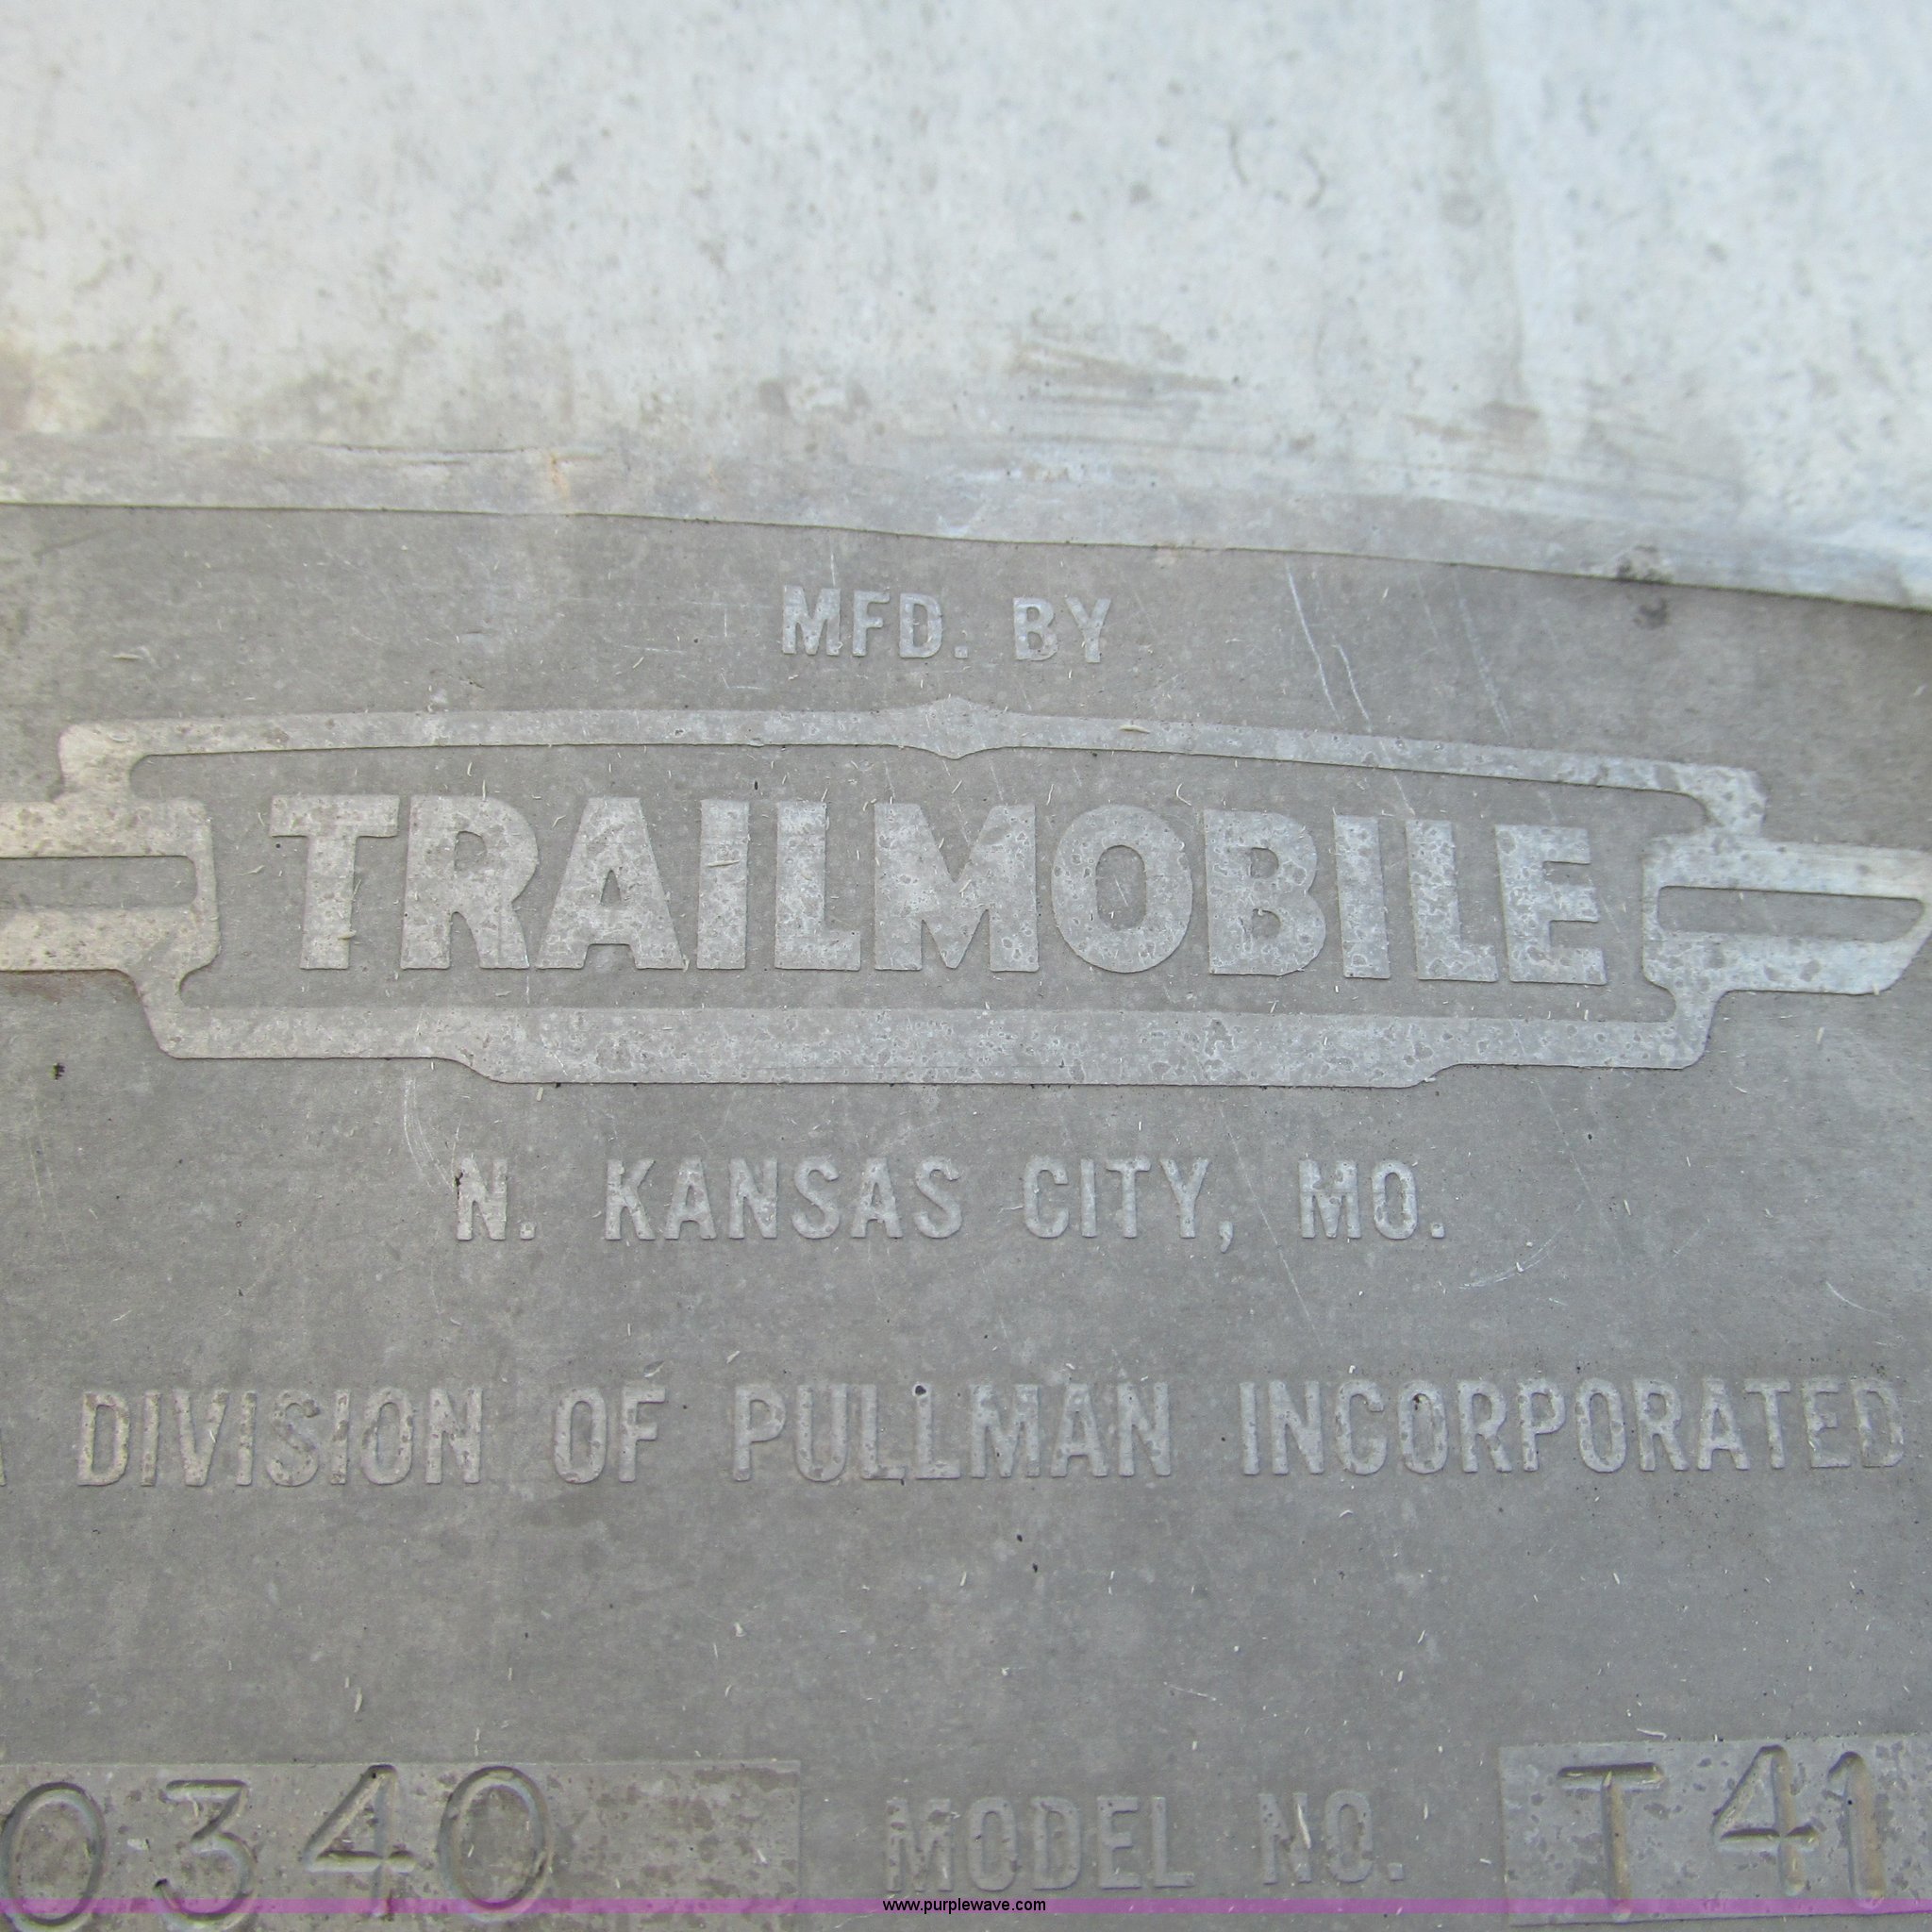 MFD. BY
TRAILMOBILE
N. KANSAS CITY, MO.
DIVISION OF PULLMAN INCORPORATED
0340 MODEL NO. T41
www.purplewave.com